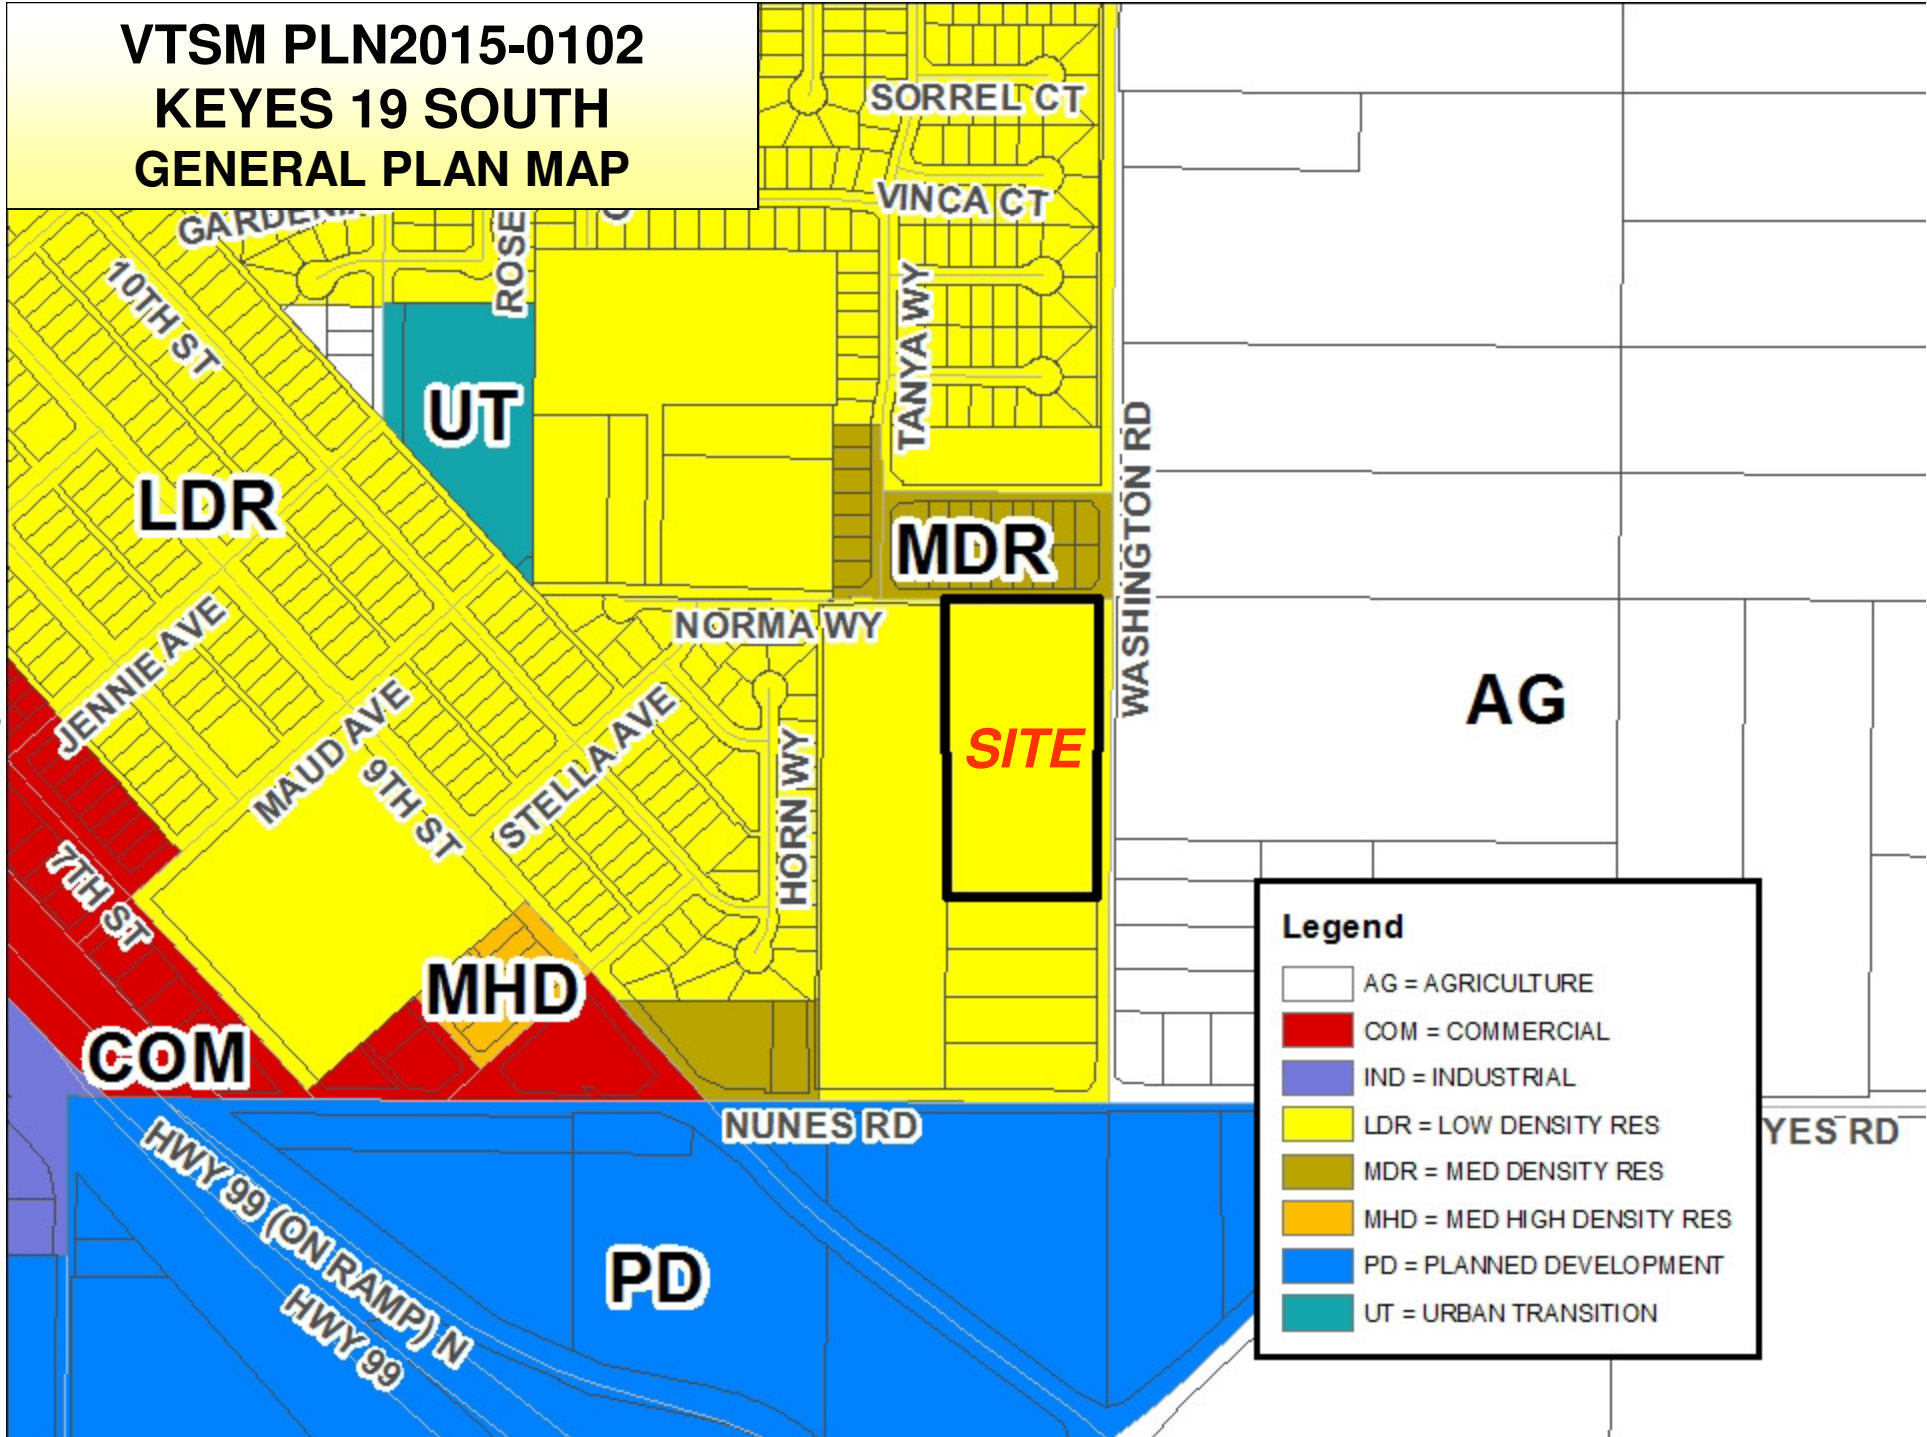 VTSM PLN2015-0102
KEYES 19 SOUTH
GENERAL PLAN MAP
SORREL CT
VINCA CT
ROSE
10TH ST
TANYA WY
UT
LDR
MDR
WASHINGTON RD
NORMA WY
JENNIE AVE
MAUD AVE
9TH ST
STELLA AVE
HORN WY
SITE
AG
7TH ST
MHD
COM
NUNES RD
YES RD
HWY 99 (ON RAMP) N
HWY 99
PD
Legend
AG = AGRICULTURE
COM = COMMERCIAL
IND = INDUSTRIAL
LDR = LOW DENSITY RES
MDR = MED DENSITY RES
MHD = MED HIGH DENSITY RES
PD = PLANNED DEVELOPMENT
UT = URBAN TRANSITION